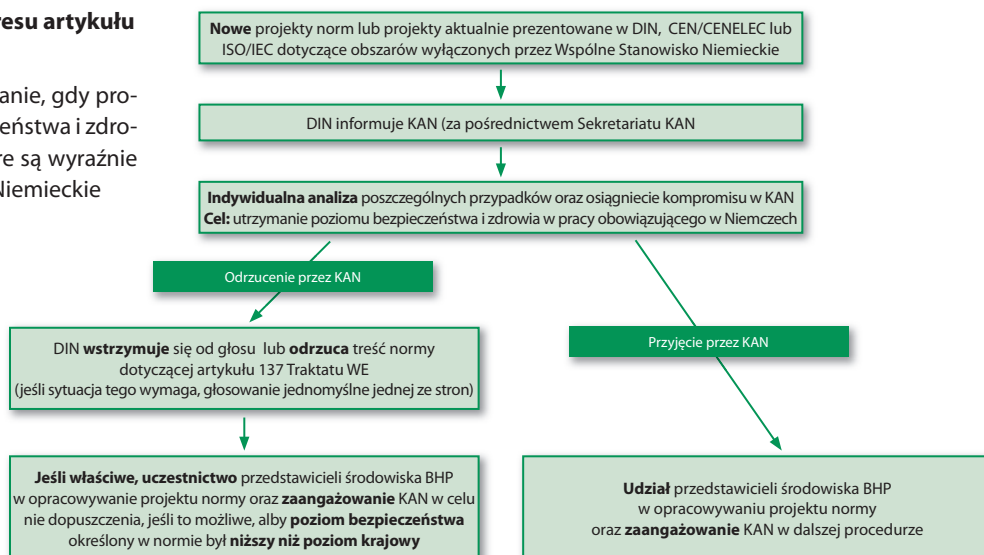 resu artykułu
anie, gdy pro-
eństwa i zdro-
re są wyraźnie
Niemieckie
Nowe projekty norm lub projekty aktualnie prezentowane w DIN, CEN/CENELEC lub
ISO/IEC dotyczące obszarów wyłączonych przez Wspólne Stanowisko Niemieckie
DIN informuje KAN (za pośrednictwem Sekretariatu KAN
Indywidualna analiza poszczególnych przypadków oraz osiągniecie kompromisu w KAN
Cel: utrzymanie poziomu bezpieczeństwa i zdrowia w pracy obowiązującego w Niemczech
Odrzucenie przez KAN
DIN wstrzymuje się od głosu lub odrzuca treść normy
dotyczącej artykułu 137 Traktatu WE
(jeśli sytuacja tego wymaga, głosowanie jednomyślne jednej ze stron)
Jeśli właściwe, uczestnictwo przedstawicieli środowiska BHP
w opracowywanie projektu normy oraz zaangażowanie KAN w celu
nie dopuszczenia, jeśli to możliwe, alby poziom bezpieczeństwa
określony w normie był niższy niż poziom krajowy
Przyjęcie przez KAN
Udział przedstawicieli środowiska BHP
w opracowywaniu projektu normy
oraz zaangażowanie KAN w dalszej procedurze